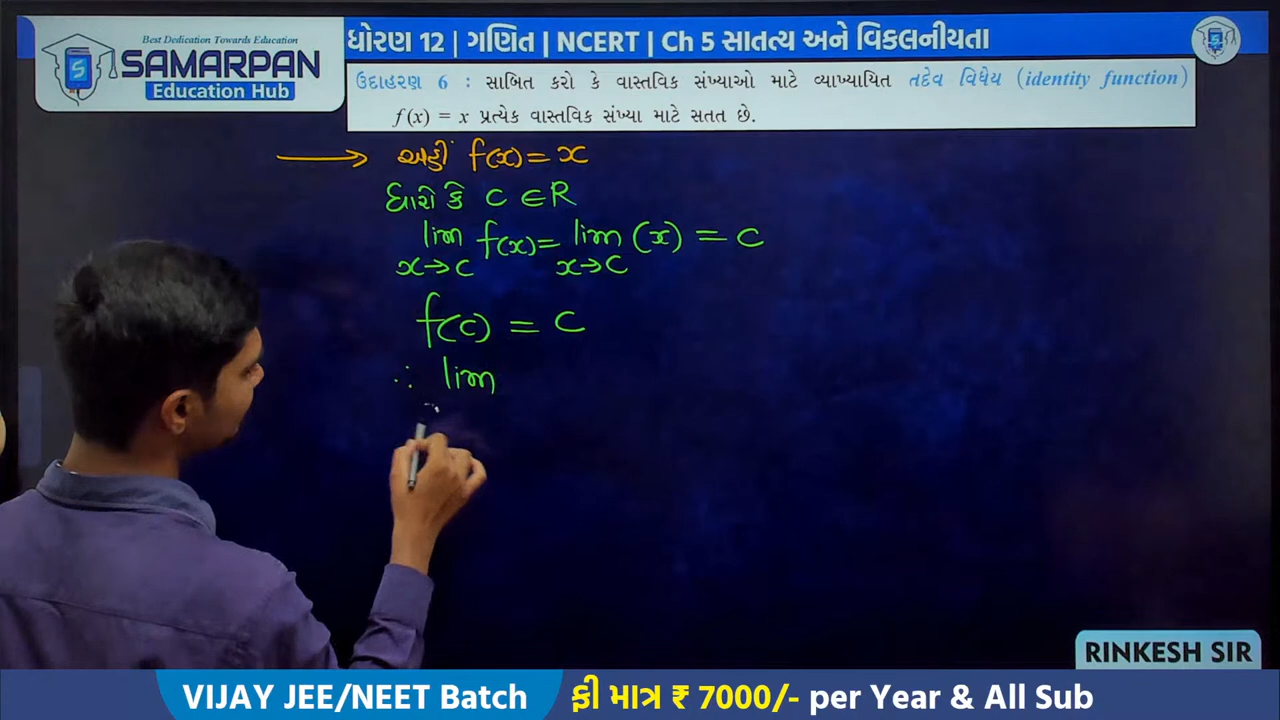 Best Dedication Towards Education
SAMARPAN
Education Hub
ધોરણ 12 | ગણિત | NCERT | Ch 5 સાતત્ય અને વિકલનીયતા
ઉદાહરણ 6 : સાબિત કરો કે વાસ્તવિક સંખ્યાઓ માટે વ્યાખ્યાયિત તદેવ વિધેય (identity function)
f(x) = x પ્રત્યેક વાસ્તવિક સંખ્યા માટે સતત છે.
→ અહીં f(x) = x
ધારો કે C ∈ R
lim f(x) = lim (x) = C
x→C x→C
f(C) = C
∴ lim
RINKESH SIR
VIJAY JEE/NEET Batch ફી માત્ર ₹ 7000/- per Year & All Sub